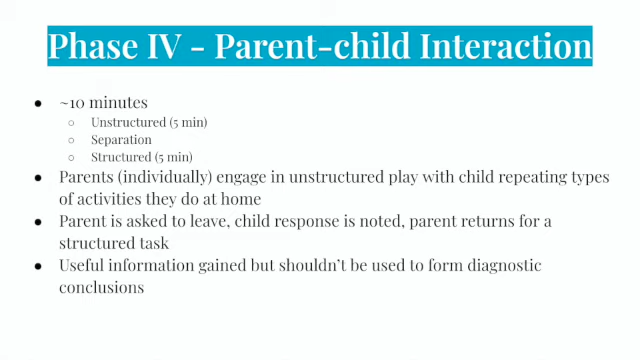 Phase IV - Parent-child Interaction
● ~10 minutes
○ Unstructured (5 min)
○ Separation
○ Structured (5 min)
● Parents (individually) engage in unstructured play with child repeating types
of activities they do at home
● Parent is asked to leave, child response is noted, parent returns for a
structured task
● Useful information gained but shouldn't be used to form diagnostic
conclusions